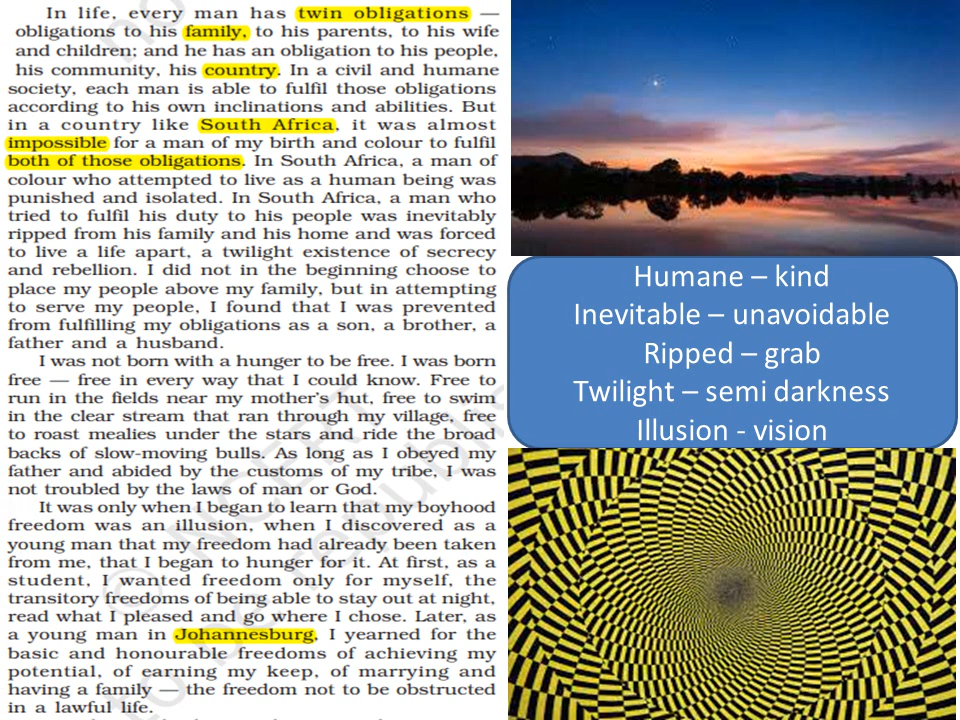 In life, every man has twin obligations —
obligations to his family, to his parents, to his wife
and children; and he has an obligation to his people,
his community, his country. In a civil and humane
society, each man is able to fulfil those obligations
according to his own inclinations and abilities. But
in a country like South Africa, it was almost
impossible for a man of my birth and colour to fulfil
both of those obligations. In South Africa, a man of
colour who attempted to live as a human being was
punished and isolated. In South Africa, a man who
tried to fulfil his duty to his people was inevitably
ripped from his family and his home and was forced
to live a life apart, a twilight existence of secrecy
and rebellion. I did not in the beginning choose to
place my people above my family, but in attempting
to serve my people, I found that I was prevented
from fulfilling my obligations as a son, a brother, a
father and a husband.
I was not born with a hunger to be free. I was born
free — free in every way that I could know. Free to
run in the fields near my mother's hut, free to swim
in the clear stream that ran through my village, free
to roast mealies under the stars and ride the broad
backs of slow-moving bulls. As long as I obeyed my
father and abided by the customs of my tribe, I was
not troubled by the laws of man or God.
It was only when I began to learn that my boyhood
freedom was an illusion, when I discovered as a
young man that my freedom had already been taken
from me, that I began to hunger for it. At first, as a
student, I wanted freedom only for myself, the
transitory freedoms of being able to stay out at night,
read what I pleased and go where I chose. Later, as
a young man in Johannesburg, I yearned for the
basic and honourable freedoms of achieving my
potential, of earning my keep, of marrying and
having a family — the freedom not to be obstructed
in a lawful life.
Humane – kind
Inevitable – unavoidable
Ripped – grab
Twilight – semi darkness
Illusion - vision
© NCERT